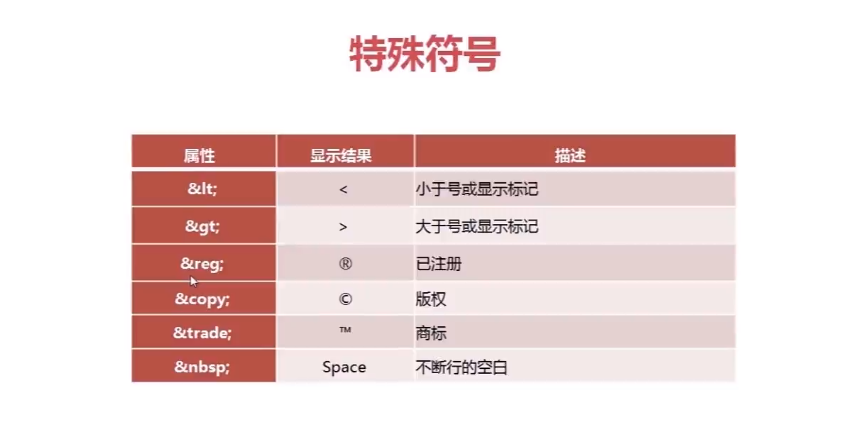 特殊符号
属性 显示结果 描述
&lt; < 小于号或显示标记
&gt; > 大于号或显示标记
&reg; ® 已注册
&copy; © 版权
&trade; ™ 商标
&nbsp; Space 不断行的空白